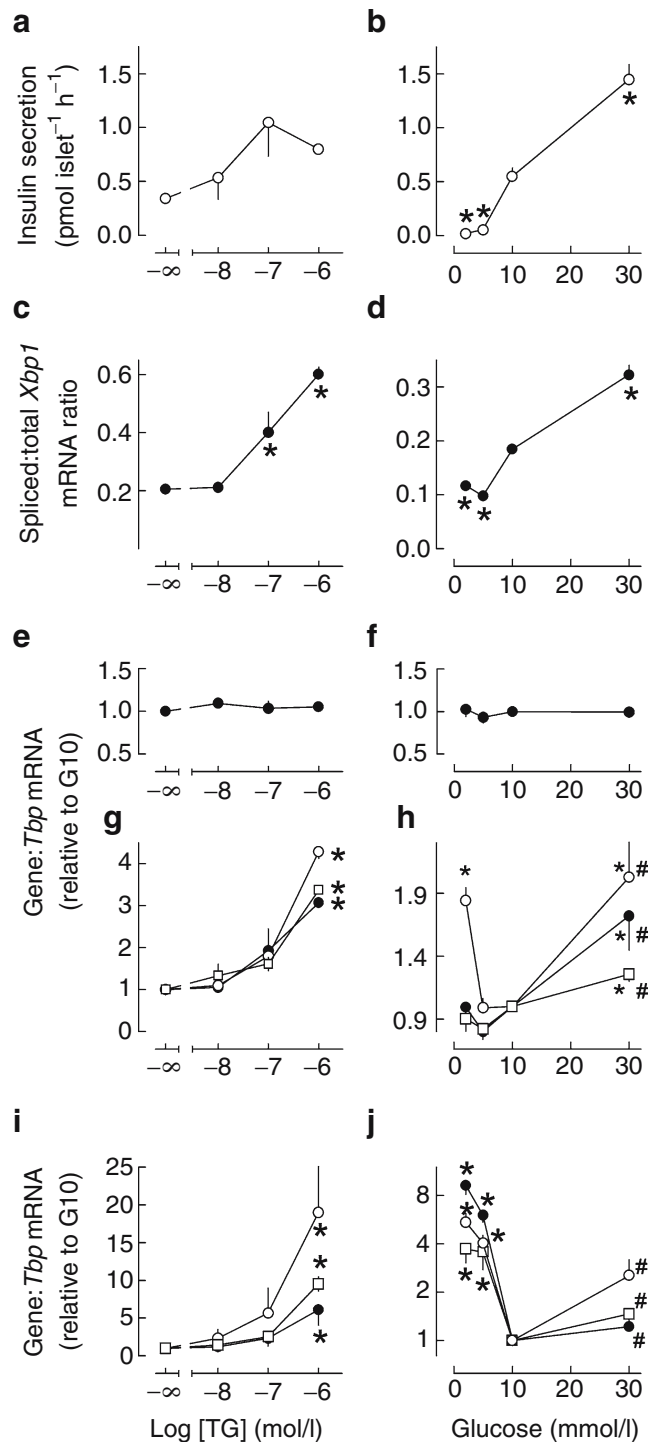 a
b
Insulin secretion
(pmol islet⁻¹ h⁻¹)
1.5
1.0
0.5
0.0
−∞ −8 −7 −6
1.5
1.0
0.5
0.0
* * *
0 10 20 30
c
d
Spliced:total Xbp1
mRNA ratio
0.6
0.4
0.2
* *
−∞ −8 −7 −6
0.3
0.2
0.1
0.0
* * *
0 10 20 30
e
f
Gene:Tbp mRNA
(relative to G10)
1.5
1.0
0.5
−∞ −8 −7 −6
1.5
1.0
0.5
0 10 20 30
g
h
4
3
2
1
0
*
*
*
−∞ −8 −7 −6
1.9
1.4
0.9
* * #
* #
* #
0 10 20 30
i
j
Gene:Tbp mRNA
(relative to G10)
25
20
15
10
5
0
*
*
*
−∞ −8 −7 −6
Log [TG] (mol/l)
8
4
2
1
* *
* *
* *
#
#
#
0 10 20 30
Glucose (mmol/l)